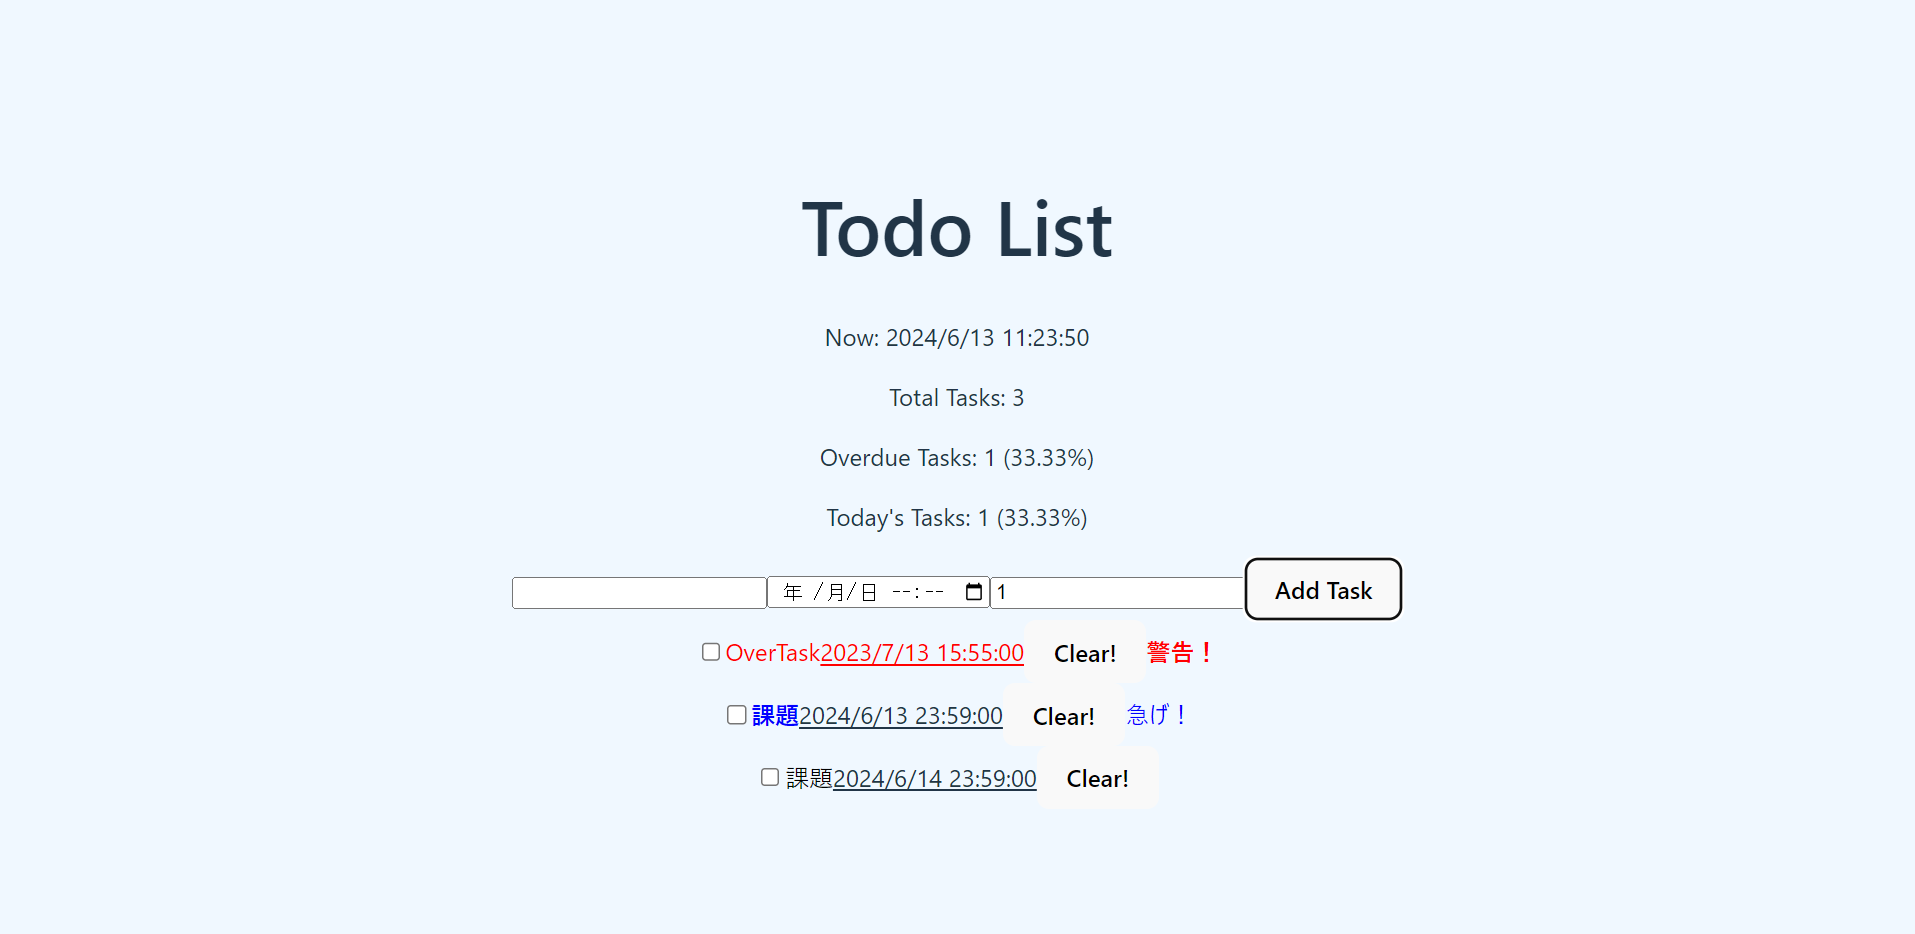 Todo List
Now: 2024/6/13 11:23:50
Total Tasks: 3
Overdue Tasks: 1 (33.33%)
Today's Tasks: 1 (33.33%)
年 /月/日 --:-- 1 Add Task
OverTask2023/7/13 15:55:00 Clear! 警告！
課題2024/6/13 23:59:00 Clear! 急げ！
課題2024/6/14 23:59:00 Clear!